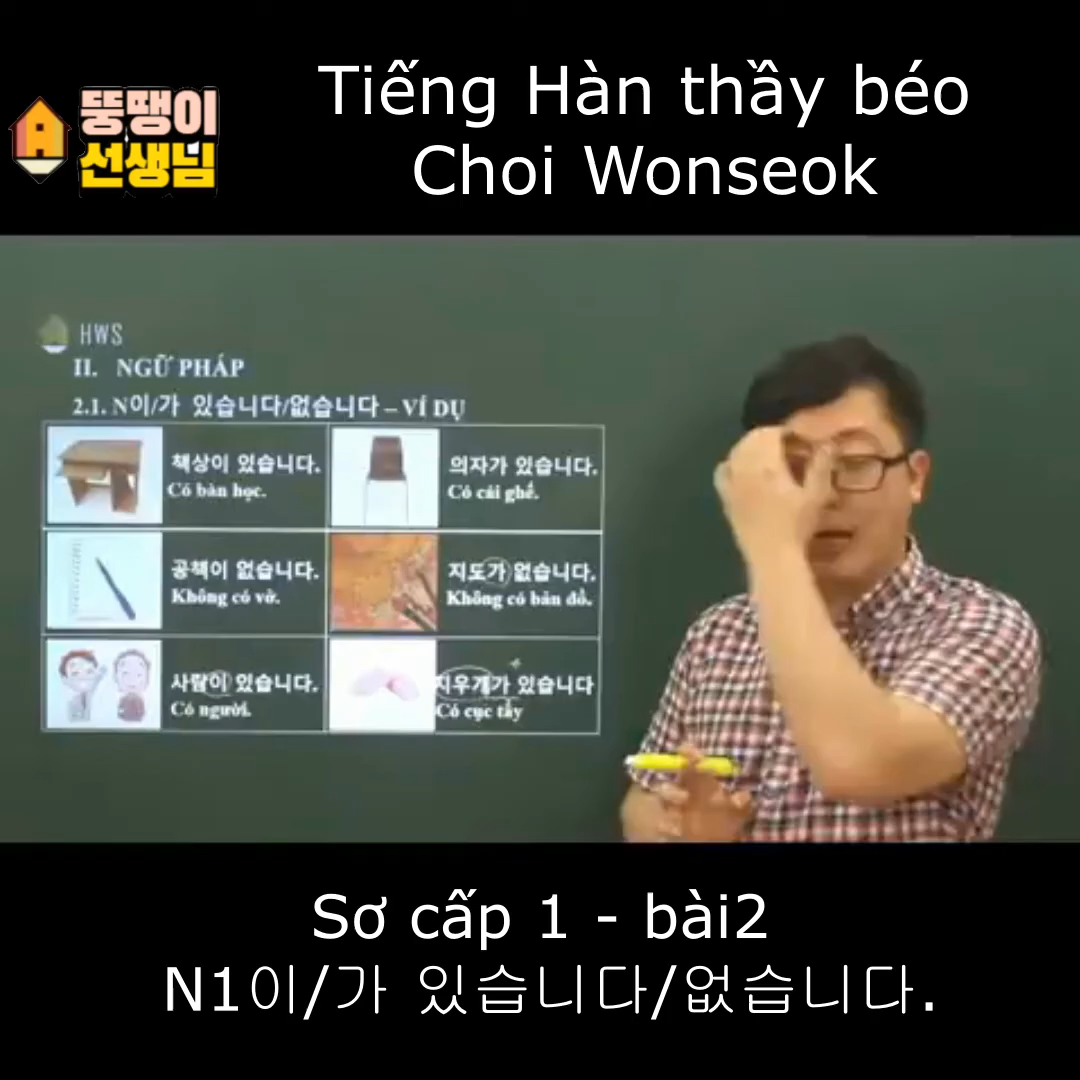 Tiếng Hàn thầy béo
Choi Wonseok
뚱땡이
선생님
HWS
II. NGỮ PHÁP
2.1. N이/가 있습니다/없습니다 – VÍ DỤ
책상이 있습니다.
Có bàn học.
의자가 있습니다.
Có cái ghế.
공책이 없습니다.
Không có vở.
지도가 없습니다.
Không có bản đồ.
사람이 있습니다.
Có người.
지우개가 있습니다
Có cục tẩy
Sơ cấp 1 - bài2
N1이/가 있습니다/없습니다.